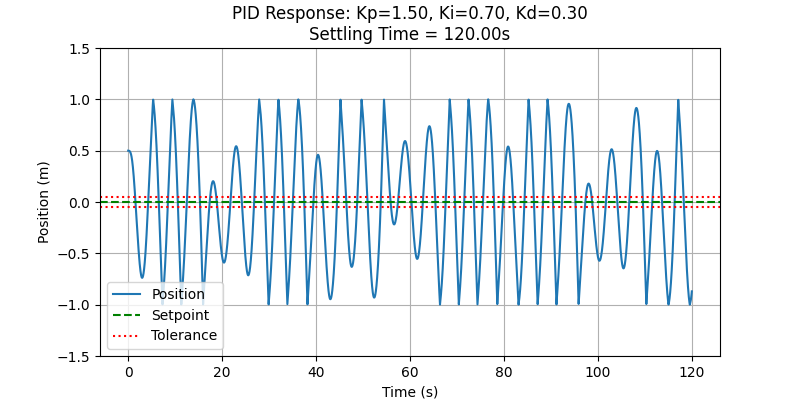 PID Response: Kp=1.50, Ki=0.70, Kd=0.30
Settling Time = 120.00s
1.5
1.0
0.5
0.0
−0.5
−1.0
−1.5
Position (m)
Position
Setpoint
Tolerance
0
20
40
60
80
100
120
Time (s)